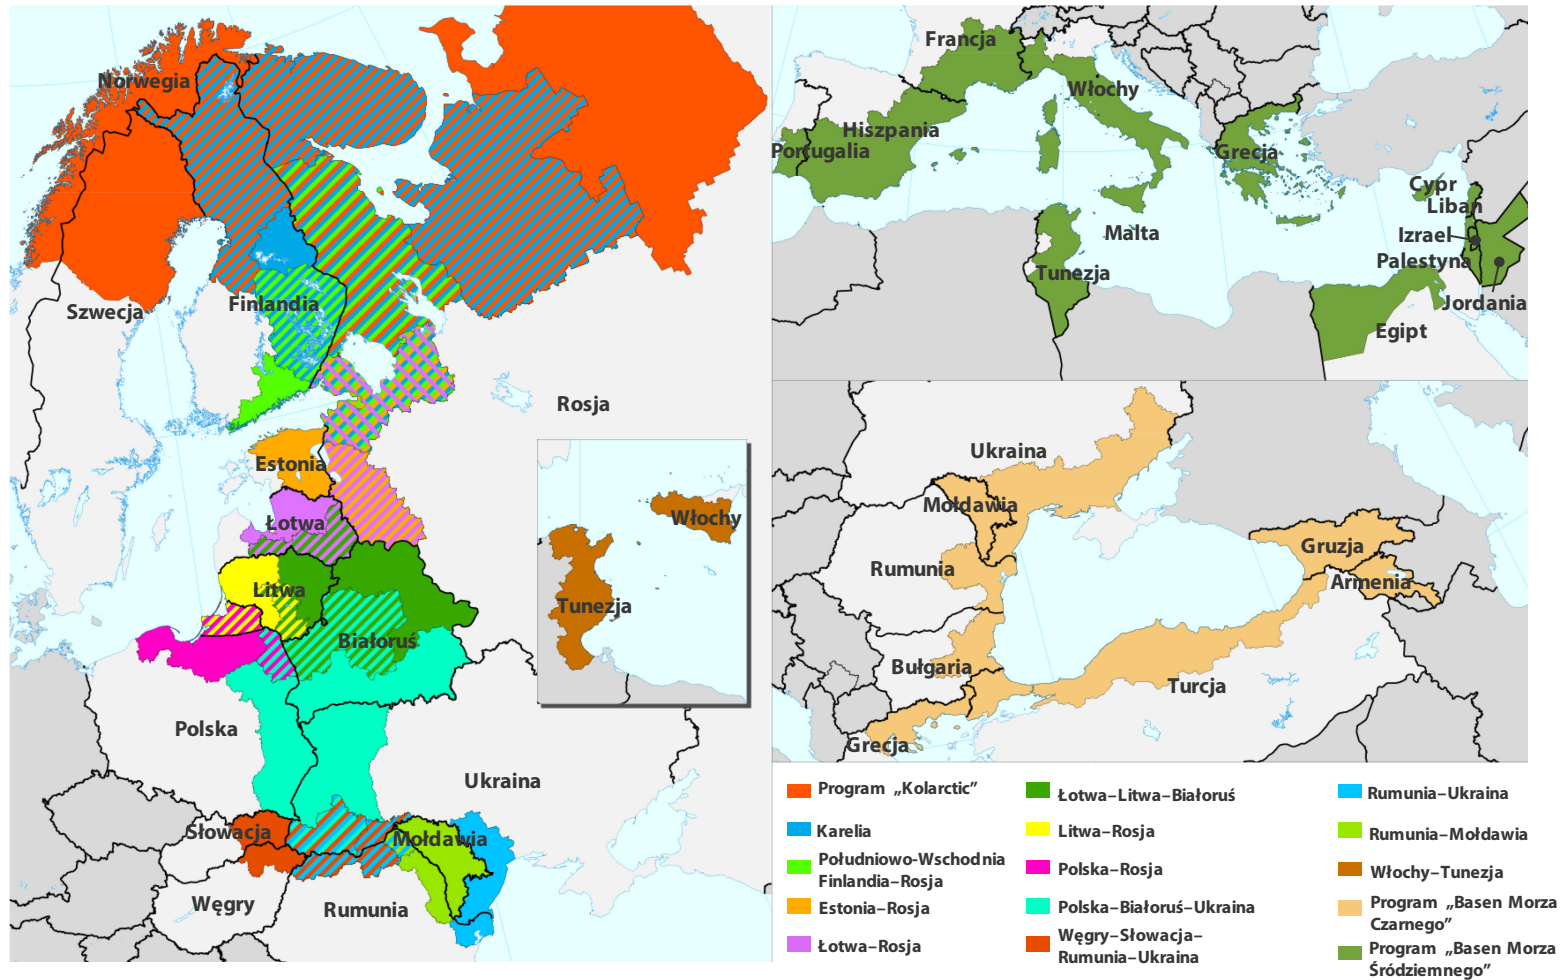 Norwegia
Szwecja
Finlandia
Rosja
Estonia
Łotwa
Litwa
Białoruś
Polska
Ukraina
Słowacja
Mołdawia
Węgry
Rumunia
Włochy
Tunezja
Francja
Włochy
Hiszpania
Portugalia
Grecja
Cypr
Liban
Malta
Izrael
Palestyna
Tunezja
Jordania
Egipt
Ukraina
Mołdawia
Gruzja
Rumunia
Armenia
Bułgaria
Turcja
Grecja
Program „Kolarctic”
Karelia
Południowo-Wschodnia
Finlandia–Rosja
Estonia–Rosja
Łotwa–Rosja
Łotwa–Litwa–Białoruś
Litwa–Rosja
Polska–Rosja
Polska–Białoruś–Ukraina
Węgry–Słowacja–
Rumunia–Ukraina
Rumunia–Ukraina
Rumunia–Mołdawia
Włochy–Tunezja
Program „Basen Morza
Czarnego”
Program „Basen Morza
Śródziemnego”